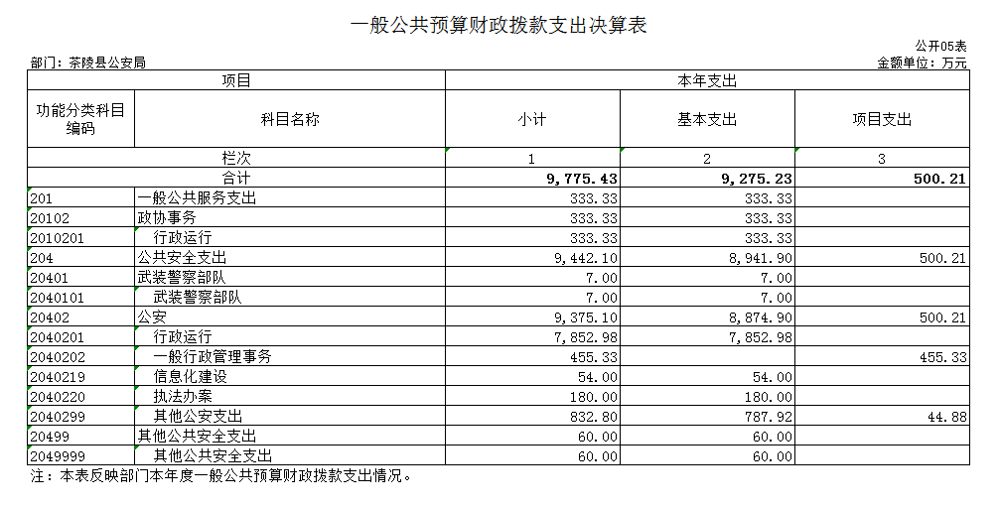 一般公共预算财政拨款支出决算表
公开05表
部门：茶陵县公安局 金额单位：万元
项目 本年支出
功能分类科目编码 科目名称 小计 基本支出 项目支出
栏次 1 2 3
合计 9,775.43 9,275.23 500.21
201 一般公共服务支出 333.33 333.33
20102 政协事务 333.33 333.33
2010201 行政运行 333.33 333.33
204 公共安全支出 9,442.10 8,941.90 500.21
20401 武装警察部队 7.00 7.00
2040101 武装警察部队 7.00 7.00
20402 公安 9,375.10 8,874.90 500.21
2040201 行政运行 7,852.98 7,852.98
2040202 一般行政管理事务 455.33 455.33
2040219 信息化建设 54.00 54.00
2040220 执法办案 180.00 180.00
2040299 其他公安支出 832.80 787.92 44.88
20499 其他公共安全支出 60.00 60.00
2049999 其他公共安全支出 60.00 60.00
注：本表反映部门本年度一般公共预算财政拨款支出情况。